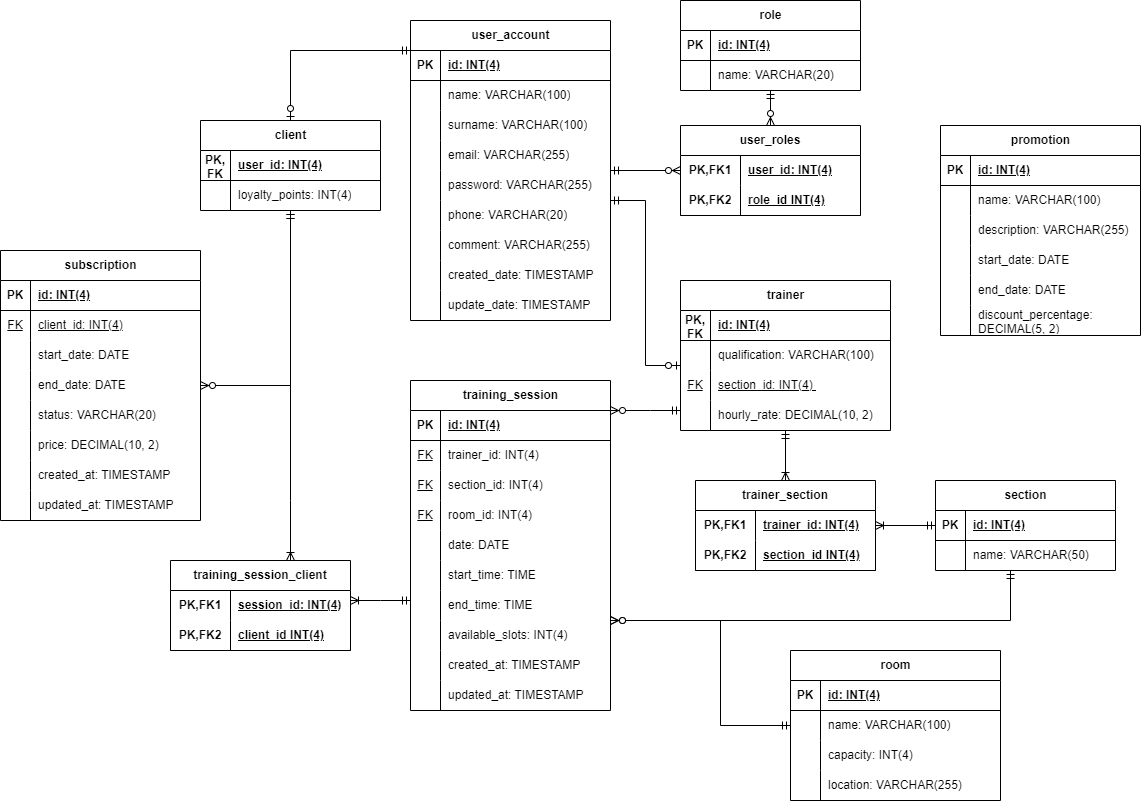 user_account
PK id: INT(4)
name: VARCHAR(100)
surname: VARCHAR(100)
email: VARCHAR(255)
password: VARCHAR(255)
phone: VARCHAR(20)
comment: VARCHAR(255)
created_date: TIMESTAMP
update_date: TIMESTAMP
role
PK id: INT(4)
name: VARCHAR(20)
user_roles
PK,FK1 user_id: INT(4)
PK,FK2 role_id INT(4)
promotion
PK id: INT(4)
name: VARCHAR(100)
description: VARCHAR(255)
start_date: DATE
end_date: DATE
discount_percentage:
DECIMAL(5, 2)
client
PK,
FK user_id: INT(4)
loyalty_points: INT(4)
subscription
PK id: INT(4)
FK client_id: INT(4)
start_date: DATE
end_date: DATE
status: VARCHAR(20)
price: DECIMAL(10, 2)
created_at: TIMESTAMP
updated_at: TIMESTAMP
trainer
PK,
FK id: INT(4)
qualification: VARCHAR(100)
FK section_id: INT(4)
hourly_rate: DECIMAL(10, 2)
training_session
PK id: INT(4)
FK trainer_id: INT(4)
FK section_id: INT(4)
FK room_id: INT(4)
date: DATE
start_time: TIME
end_time: TIME
available_slots: INT(4)
created_at: TIMESTAMP
updated_at: TIMESTAMP
trainer_section
PK,FK1 trainer_id: INT(4)
PK,FK2 section_id INT(4)
section
PK id: INT(4)
name: VARCHAR(50)
training_session_client
PK,FK1 session_id: INT(4)
PK,FK2 client_id INT(4)
room
PK id: INT(4)
name: VARCHAR(100)
capacity: INT(4)
location: VARCHAR(255)